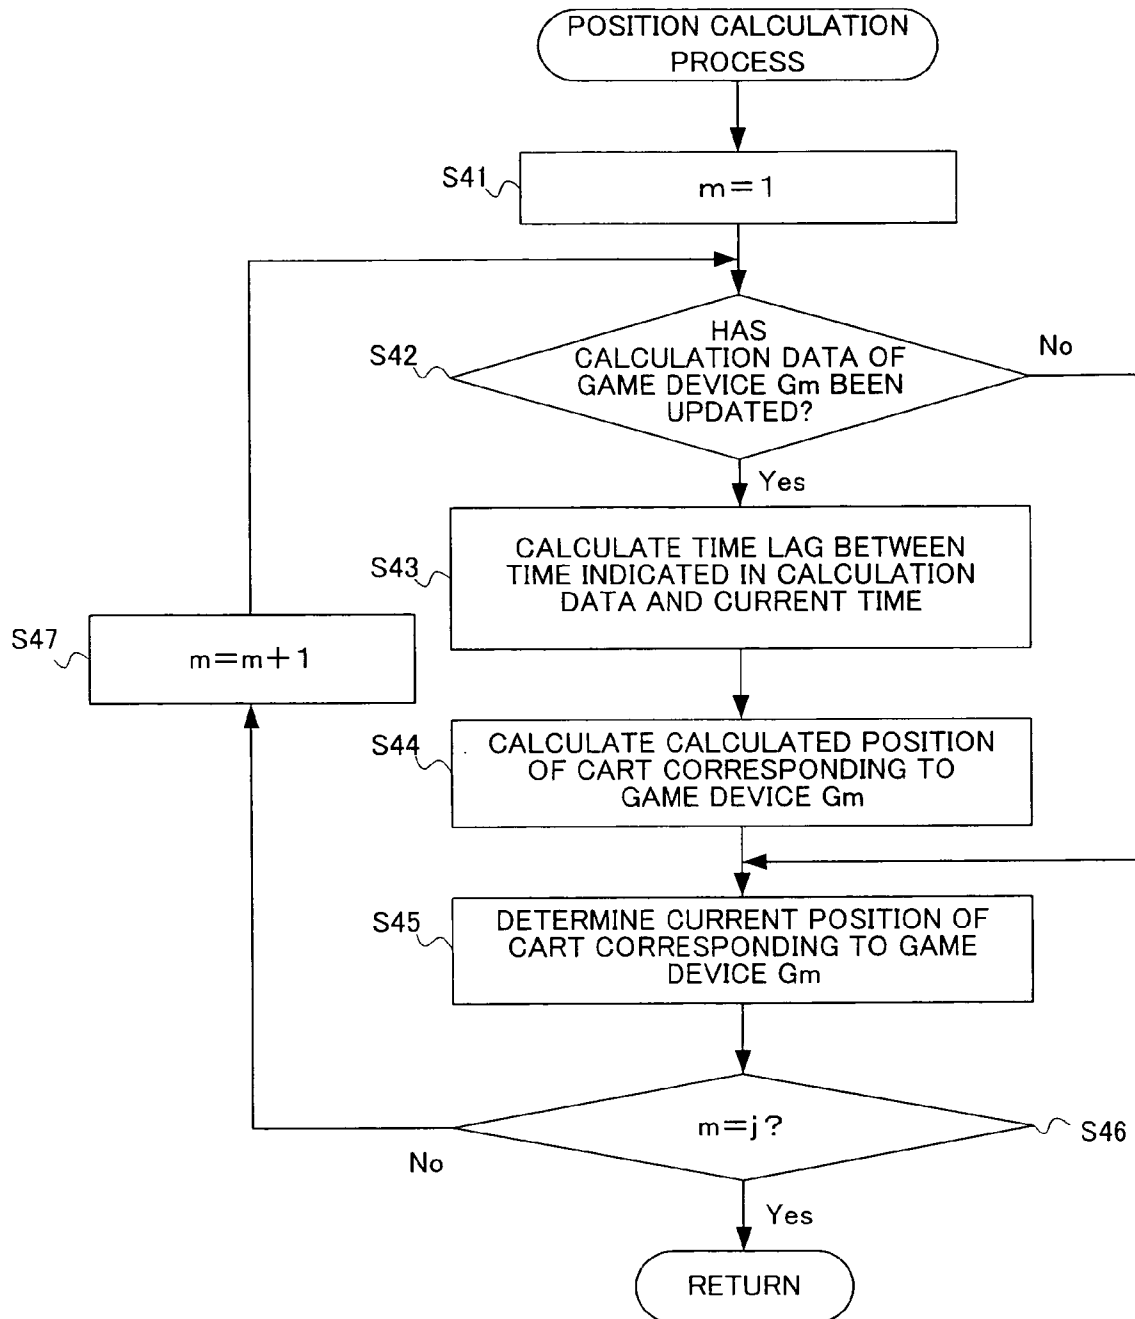 POSITION CALCULATION
PROCESS
S41
m=1
S42
HAS
CALCULATION DATA OF
GAME DEVICE Gm BEEN
UPDATED?
No
Yes
S43
CALCULATE TIME LAG BETWEEN
TIME INDICATED IN CALCULATION
DATA AND CURRENT TIME
S47
m=m+1
S44
CALCULATE CALCULATED POSITION
OF CART CORRESPONDING TO
GAME DEVICE Gm
S45
DETERMINE CURRENT POSITION OF
CART CORRESPONDING TO GAME
DEVICE Gm
m=j?
S46
No
Yes
RETURN